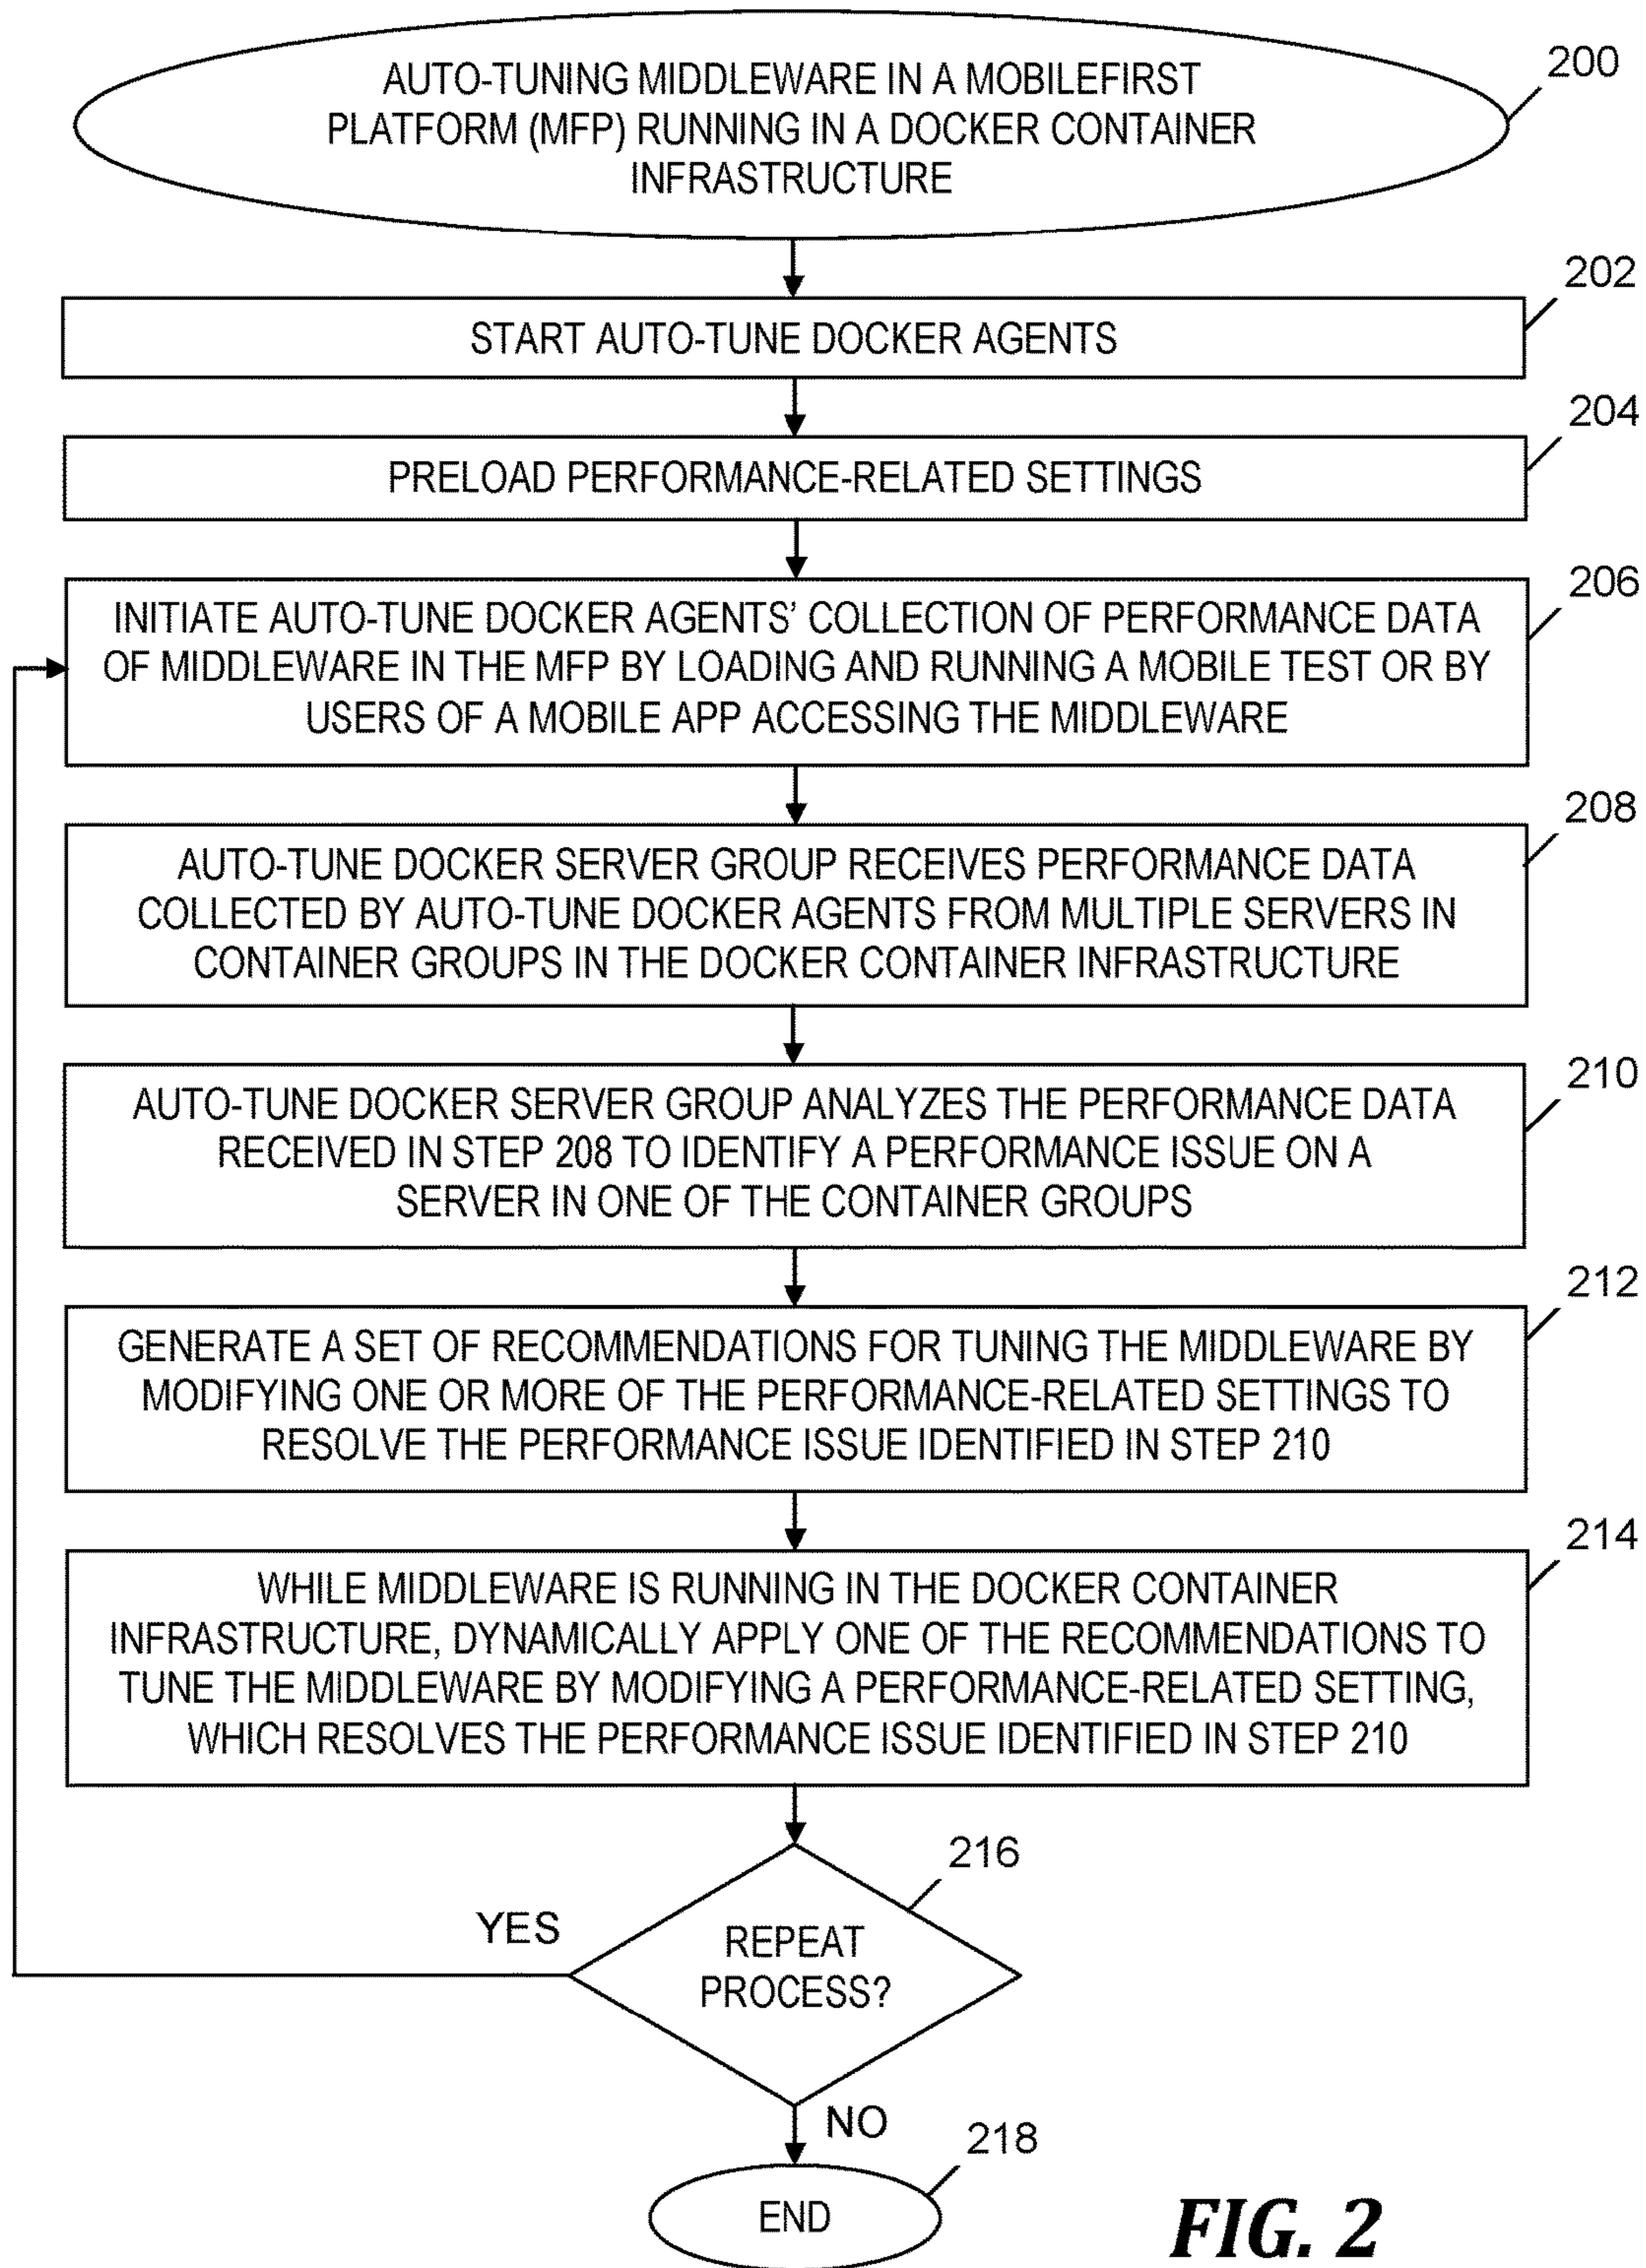 AUTO-TUNING MIDDLEWARE IN A MOBILEFIRST
PLATFORM (MFP) RUNNING IN A DOCKER CONTAINER
INFRASTRUCTURE
200
202
START AUTO-TUNE DOCKER AGENTS
204
PRELOAD PERFORMANCE-RELATED SETTINGS
206
INITIATE AUTO-TUNE DOCKER AGENTS’ COLLECTION OF PERFORMANCE DATA
OF MIDDLEWARE IN THE MFP BY LOADING AND RUNNING A MOBILE TEST OR BY
USERS OF A MOBILE APP ACCESSING THE MIDDLEWARE
208
AUTO-TUNE DOCKER SERVER GROUP RECEIVES PERFORMANCE DATA
COLLECTED BY AUTO-TUNE DOCKER AGENTS FROM MULTIPLE SERVERS IN
CONTAINER GROUPS IN THE DOCKER CONTAINER INFRASTRUCTURE
210
AUTO-TUNE DOCKER SERVER GROUP ANALYZES THE PERFORMANCE DATA
RECEIVED IN STEP 208 TO IDENTIFY A PERFORMANCE ISSUE ON A
SERVER IN ONE OF THE CONTAINER GROUPS
212
GENERATE A SET OF RECOMMENDATIONS FOR TUNING THE MIDDLEWARE BY
MODIFYING ONE OR MORE OF THE PERFORMANCE-RELATED SETTINGS TO
RESOLVE THE PERFORMANCE ISSUE IDENTIFIED IN STEP 210
214
WHILE MIDDLEWARE IS RUNNING IN THE DOCKER CONTAINER
INFRASTRUCTURE, DYNAMICALLY APPLY ONE OF THE RECOMMENDATIONS TO
TUNE THE MIDDLEWARE BY MODIFYING A PERFORMANCE-RELATED SETTING,
WHICH RESOLVES THE PERFORMANCE ISSUE IDENTIFIED IN STEP 210
216
YES
REPEAT
PROCESS?
NO
218
END
FIG. 2